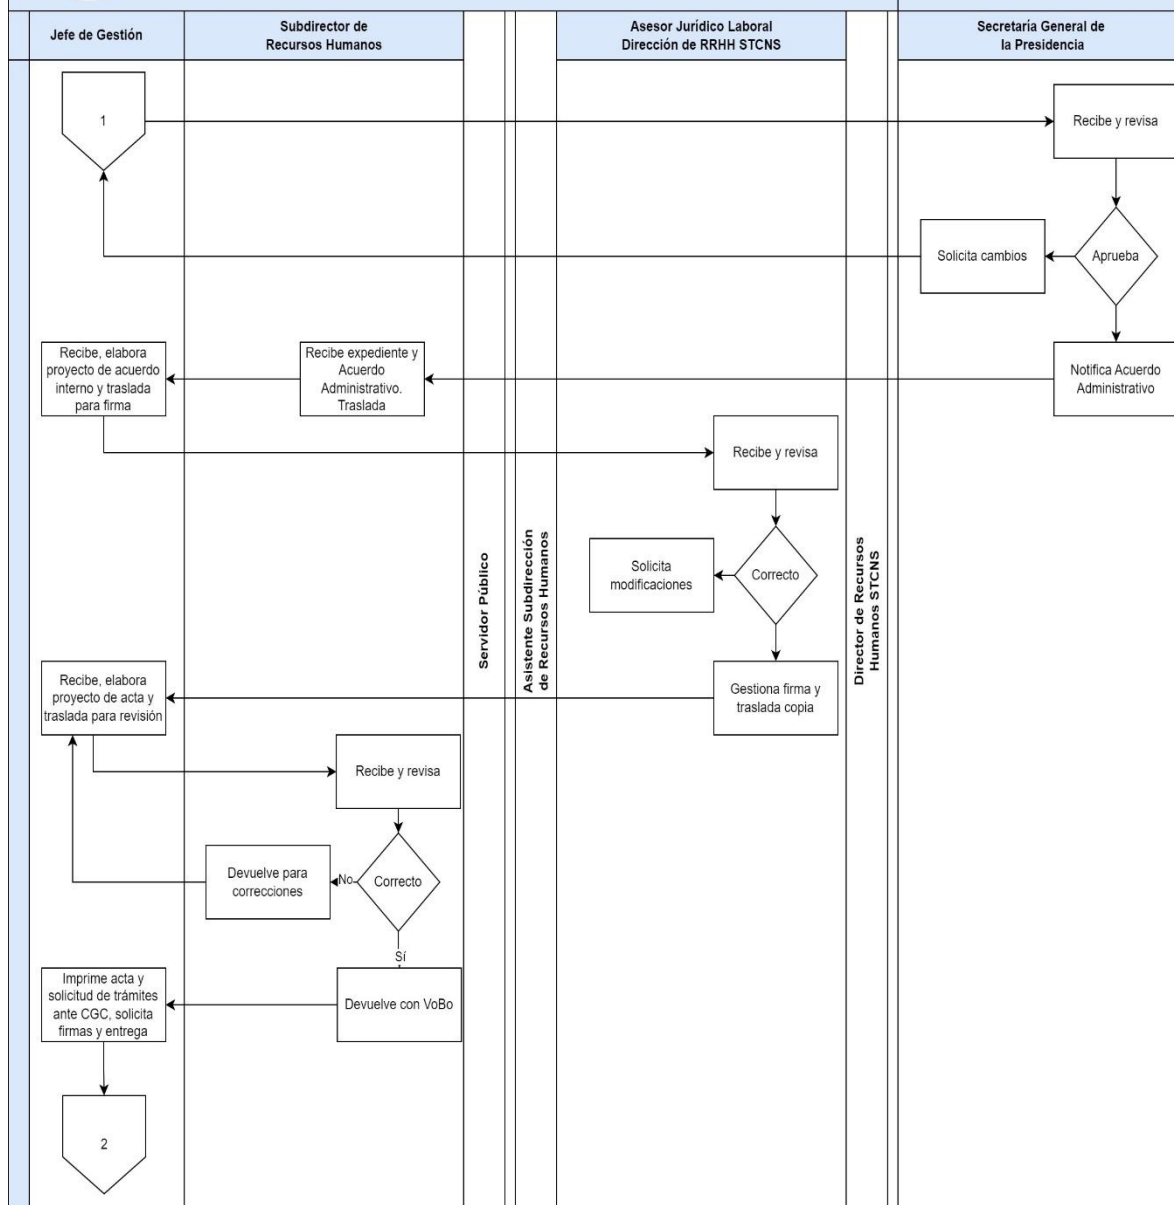 Jefe de Gestión
Subdirector de
Recursos Humanos
Asesor Jurídico Laboral
Dirección de RRHH STCNS
Secretaría General de
la Presidencia
1
Recibe y revisa
Aprueba
Solicita cambios
Notifica Acuerdo
Administrativo
Recibe expediente y
Acuerdo
Administrativo.
Traslada
Recibe, elabora
proyecto de acuerdo
interno y traslada
para firma
Recibe y revisa
Correcto
Solicita
modificaciones
Gestiona firma y
traslada copia
Servidor Público
Asistente Subdirección
de Recursos Humanos
Director de Recursos
Humanos STCNS
Recibe, elabora
proyecto de acta y
traslada para revisión
Recibe y revisa
Correcto
No
Devuelve para
correcciones
Sí
Devuelve con VoBo
Imprime acta y
solicitud de trámites
ante CGC, solicita
firmas y entrega
2